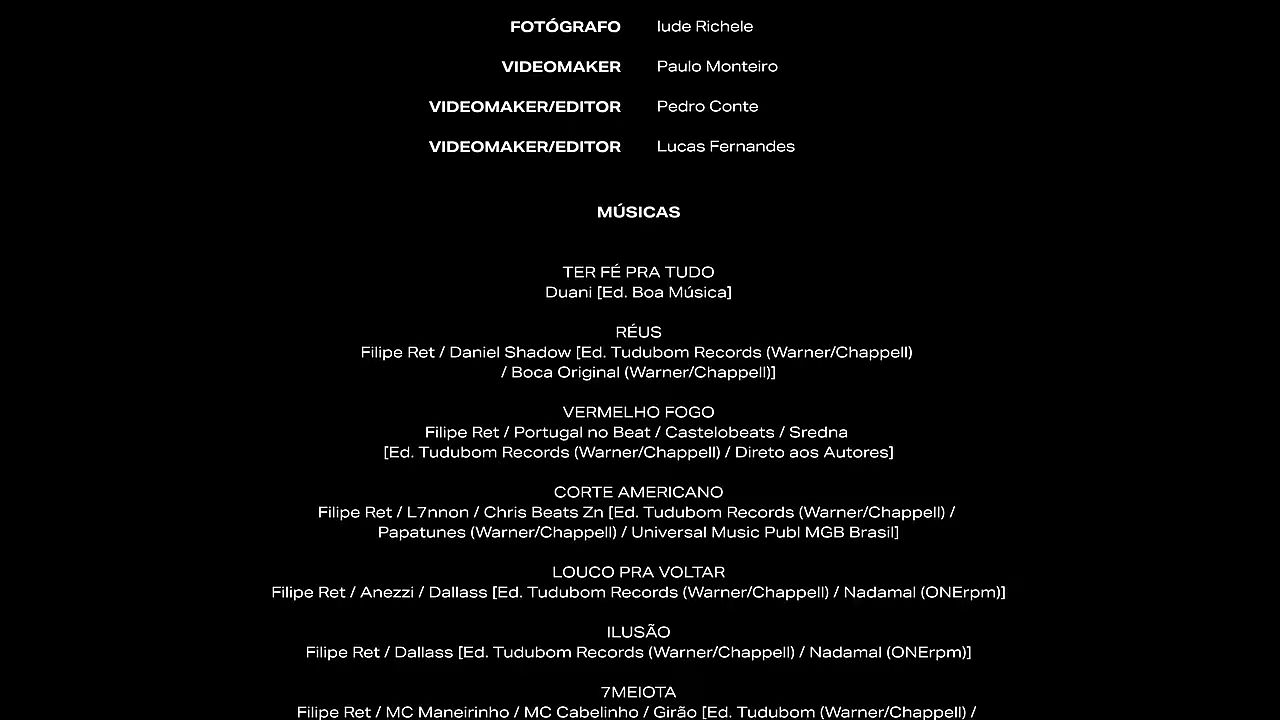 FOTÓGRAFO Iude Richele
VIDEOMAKER Paulo Monteiro
VIDEOMAKER/EDITOR Pedro Conte
VIDEOMAKER/EDITOR Lucas Fernandes
MÚSICAS
TER FÉ PRA TUDO
Duani [Ed. Boa Música]
RÉUS
Filipe Ret / Daniel Shadow [Ed. Tudubom Records (Warner/Chappell)
/ Boca Original (Warner/Chappell)]
VERMELHO FOGO
Filipe Ret / Portugal no Beat / Castelobeats / Sredna
[Ed. Tudubom Records (Warner/Chappell) / Direto aos Autores]
CORTE AMERICANO
Filipe Ret / L7nnon / Chris Beats Zn [Ed. Tudubom Records (Warner/Chappell) /
Papatunes (Warner/Chappell) / Universal Music Publ MGB Brasil]
LOUCO PRA VOLTAR
Filipe Ret / Anezzi / Dallass [Ed. Tudubom Records (Warner/Chappell) / Nadamal (ONErpm)]
ILUSÃO
Filipe Ret / Dallass [Ed. Tudubom Records (Warner/Chappell) / Nadamal (ONErpm)]
7MEIOTA
Filipe Ret / MC Maneirinho / MC Cabelinho / Girão [Ed. Tudubom (Warner/Chappell) /